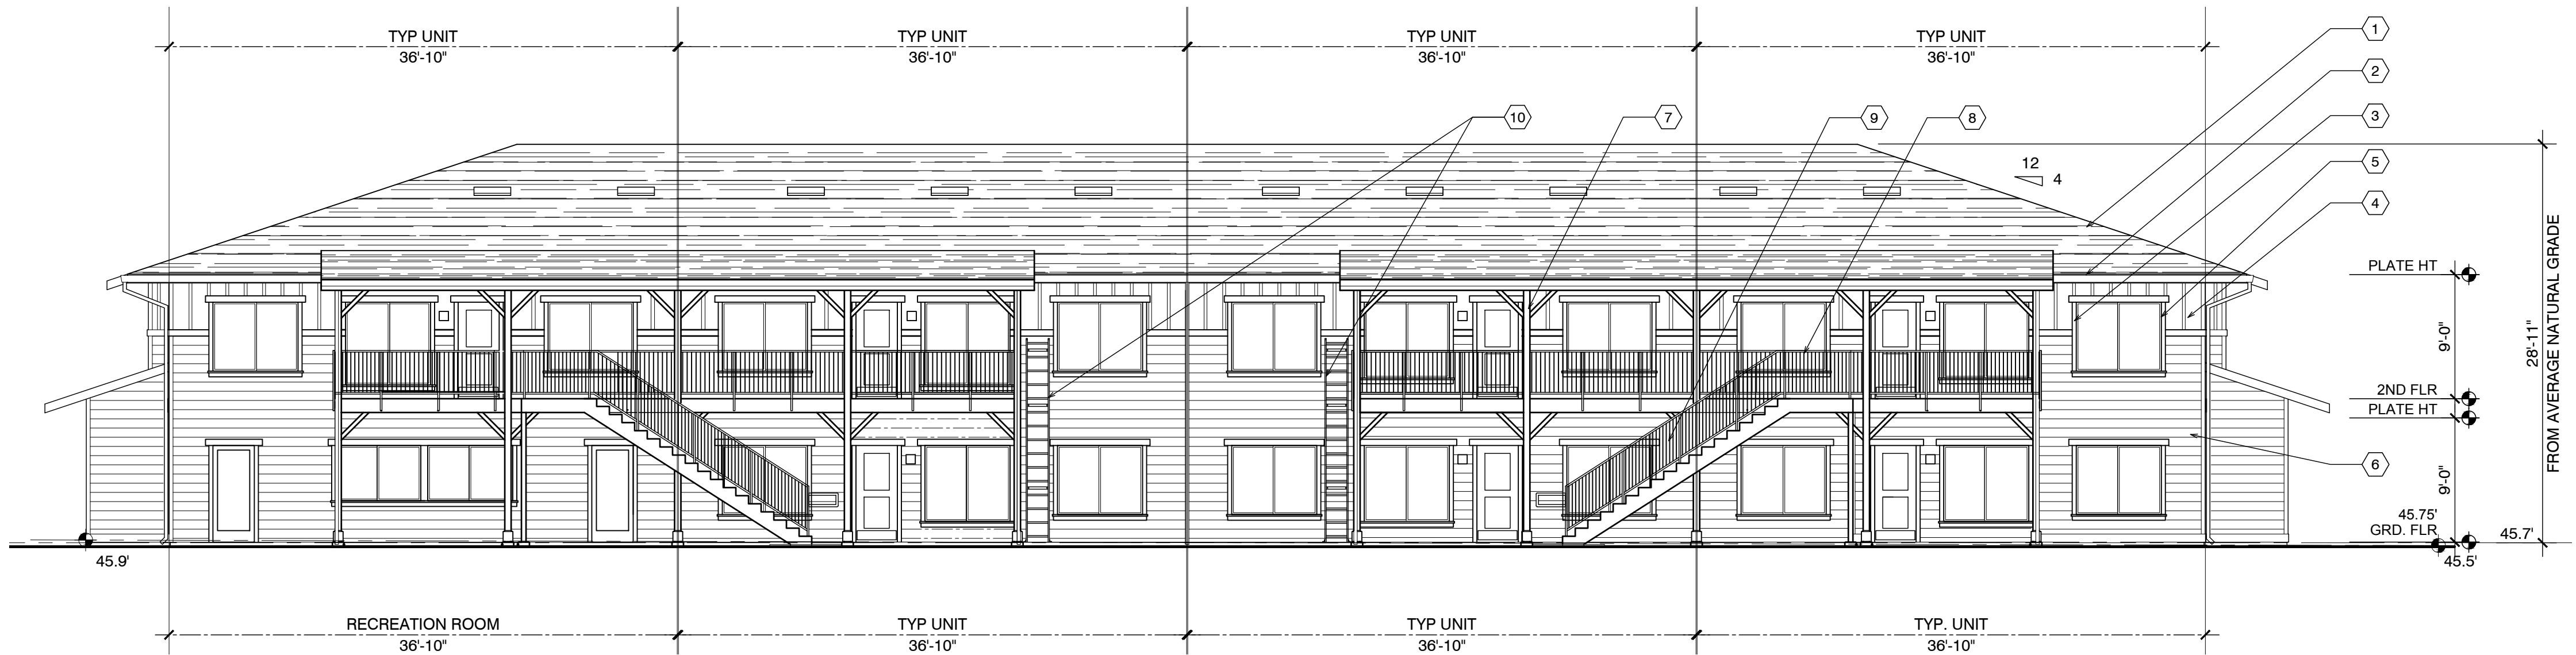 TYP UNIT
36'-10"
TYP UNIT
36'-10"
TYP UNIT
36'-10"
TYP UNIT
36'-10"
1
2
3
5
4
10
7
9
8
12
4
PLATE HT
9'-0"
2ND FLR
PLATE HT
9'-0"
45.75'
GRD. FLR
45.7'
45.5'
28'-11"
FROM AVERAGE NATURAL GRADE
6
45.9'
RECREATION ROOM
36'-10"
TYP UNIT
36'-10"
TYP UNIT
36'-10"
TYP. UNIT
36'-10"